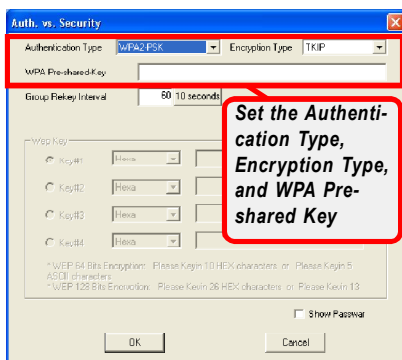 Auth. vs. Security
Authentication Type WPA2-PSK Encryption Type TKIP
WPA Pre-shared-Key
Group Rekey Interval 60 10 seconds
Set the Authenti-
cation Type,
Encryption Type,
and WPA Pre-
shared Key
Wep Key
Key#1 Hexa
Key#2 Hexa
Key#3 Hexa
Key#4 Hexa
* WEP 64 Bits Encryption: Please Keyin 10 HEX characters or Please Keyin 5
ASCII characters
* WEP 128 Bits Encryption: Please Keyin 26 HEX characters or Please Keyin 13
Show Passwar
OK Cancel